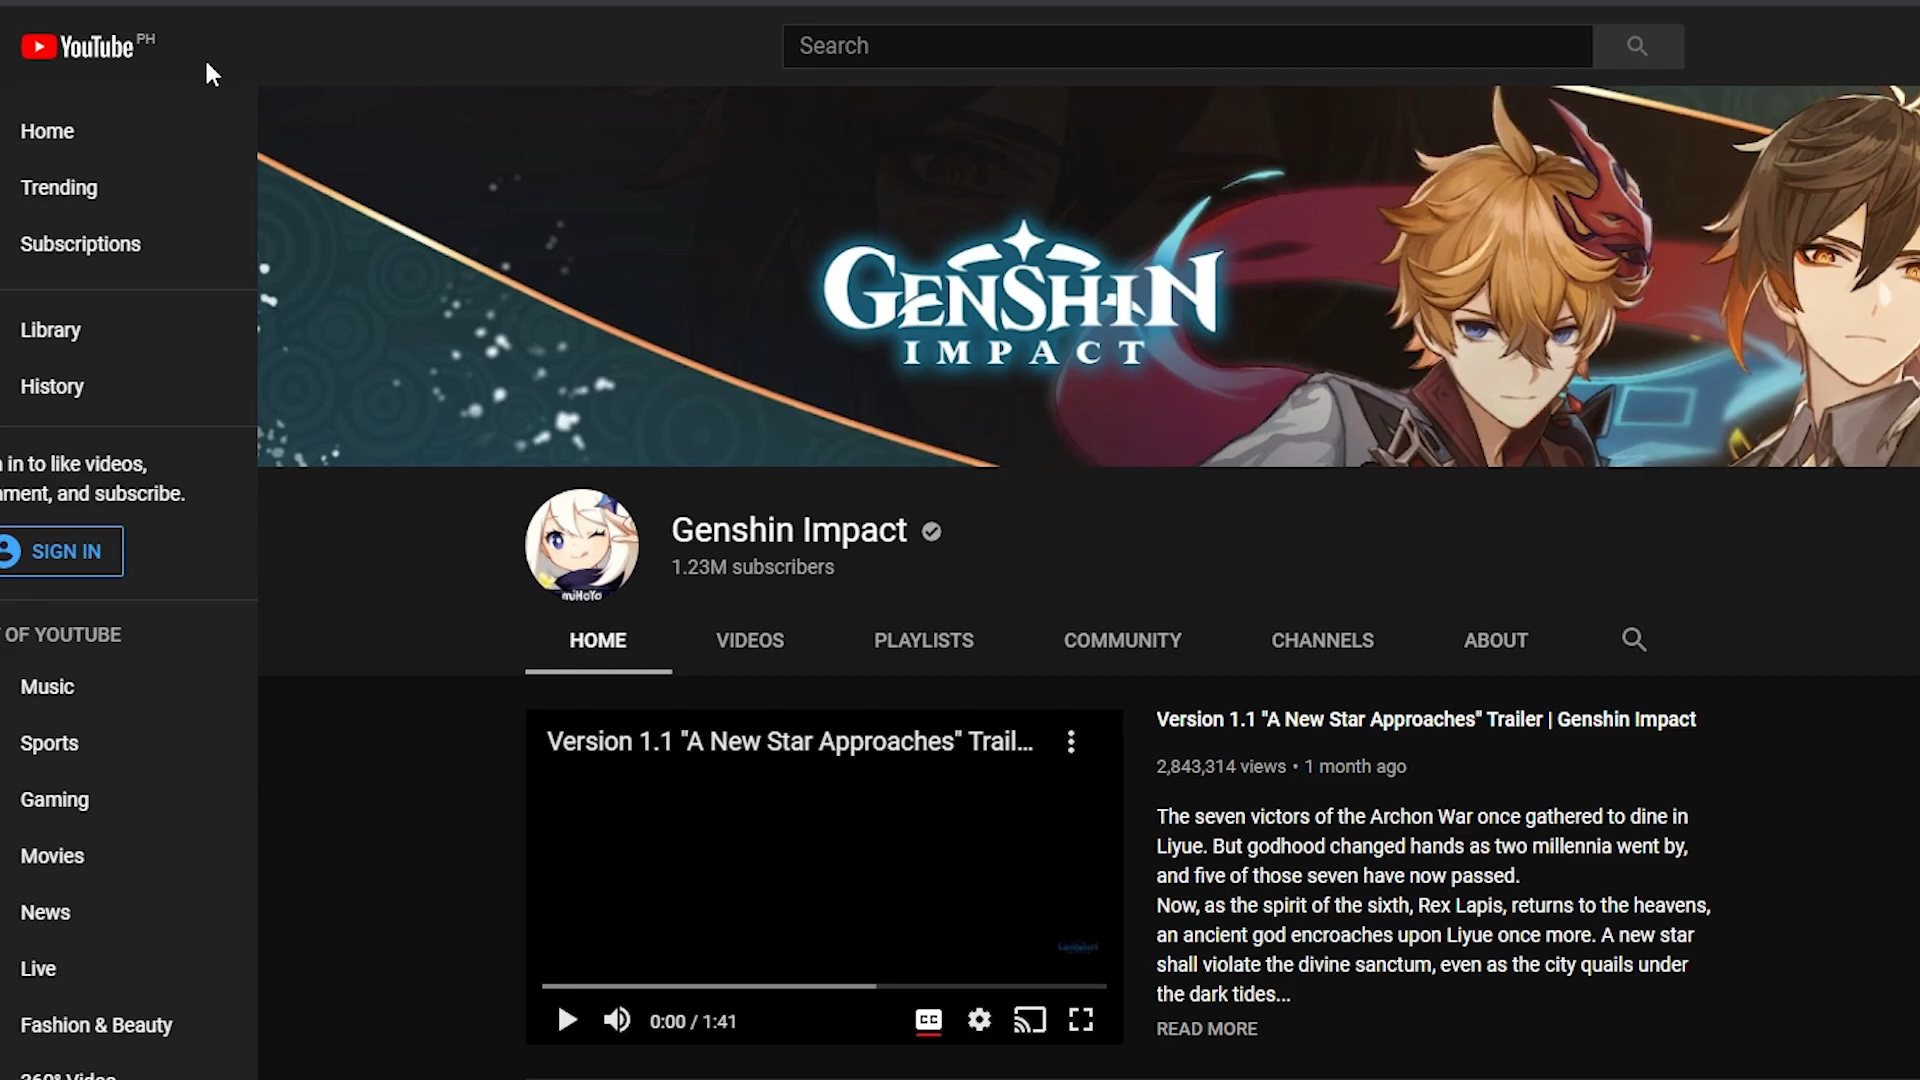 YouTube PH
Search
Home
Trending
Subscriptions
Library
History
in to like videos,
ment, and subscribe.
SIGN IN
OF YOUTUBE
Music
Sports
Gaming
Movies
News
Live
Fashion & Beauty
360° Video
GENSHIN
IMPACT
miHoYo
Genshin Impact
1.23M subscribers
HOME
VIDEOS
PLAYLISTS
COMMUNITY
CHANNELS
ABOUT
Version 1.1 "A New Star Approaches" Trail...
GENSHIN
0:00 / 1:41
CC
Version 1.1 "A New Star Approaches" Trailer | Genshin Impact
2,843,314 views • 1 month ago
The seven victors of the Archon War once gathered to dine in
Liyue. But godhood changed hands as two millennia went by,
and five of those seven have now passed.
Now, as the spirit of the sixth, Rex Lapis, returns to the heavens,
an ancient god encroaches upon Liyue once more. A new star
shall violate the divine sanctum, even as the city quails under
the dark tides...
READ MORE